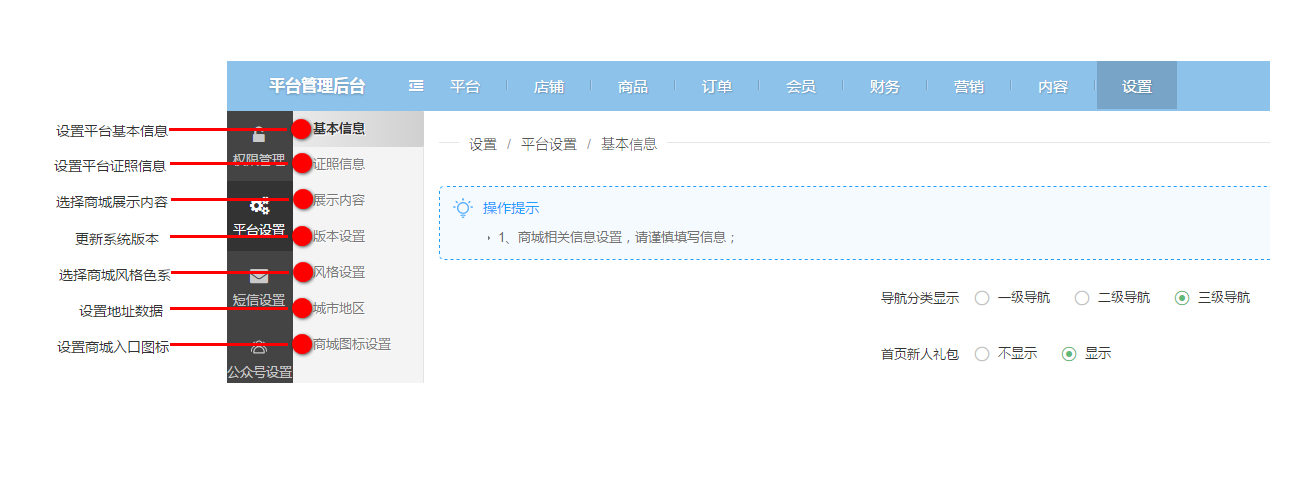 平台管理后台 平台 店铺 商品 订单 会员 财务 营销 内容 设置
设置平台基本信息
设置平台证照信息
选择商城展示内容
更新系统版本
选择商城风格色系
设置地址数据
设置商城入口图标
权限管理
平台设置
短信设置
公众号设置
基本信息
证照信息
展示内容
版本设置
风格设置
城市地区
商城图标设置
设置 / 平台设置 / 基本信息
操作提示
1、商城相关信息设置，请谨慎填写信息；
导航分类显示 一级导航 二级导航 三级导航
首页新人礼包 不显示 显示